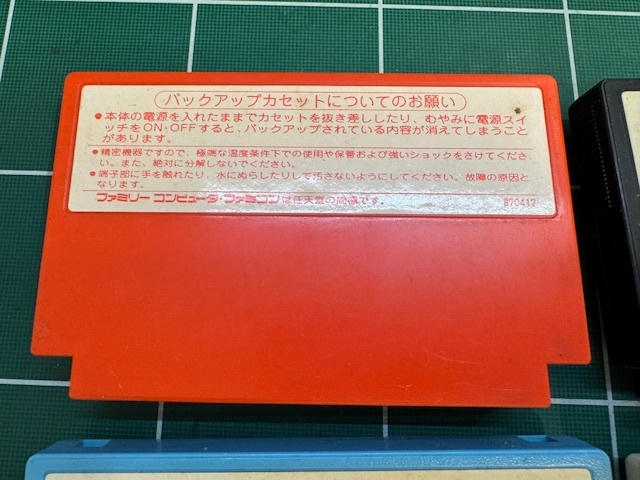 バックアップカセットについてのお願い
●本体の電源を入れたままでカセットを抜き差ししたり、むやみに電源スイ
ッチをON・OFFすると、バックアップされている内容が消えてしまうこと
があります。
●精密機器ですので、極端な温度条件下での使用や保管および強いショックをさけてくださ
い。また、絶対に分解しないでください。
●端子部に手を触れたり、水にぬらしたりして汚さないようにしてください。故障の原因と
なります。
ファミリーコンピュータ・ファミコンは任天堂の商標です。
870412